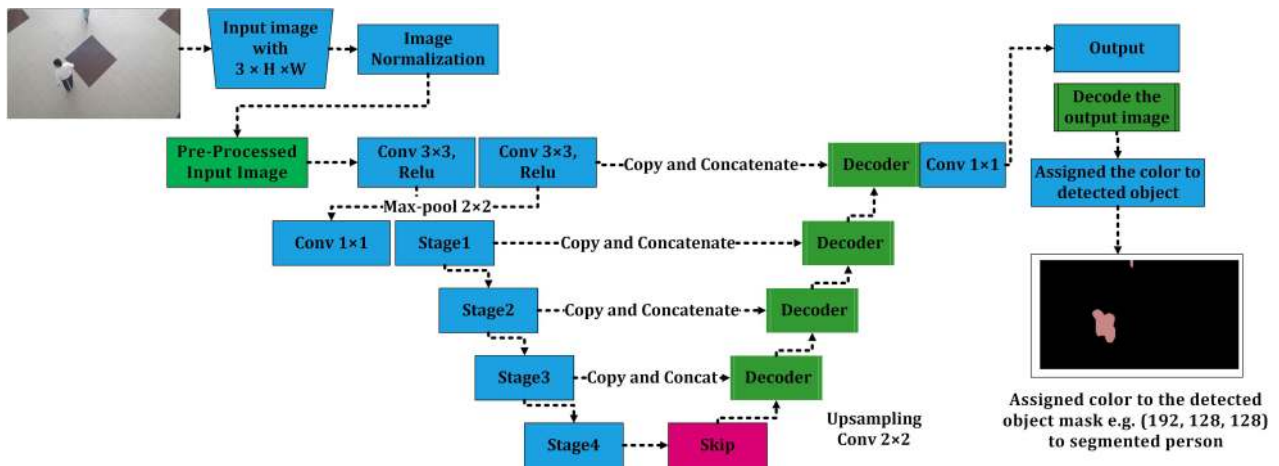 Input image
with
3 × H ×W
Image
Normalization
Output
Decode the
output image
Pre-Processed
Input Image
Conv 3×3,
Relu
Conv 3×3,
Relu
Copy and Concatenate
Decoder
Conv 1×1
Assigned the color to
detected object
Max-pool 2×2
Conv 1×1
Stage1
Copy and Concatenate
Decoder
Stage2
Copy and Concatenate
Decoder
Stage3
Copy and Concat
Decoder
Stage4
Skip
Upsampling
Conv 2×2
Assigned color to the detected
object mask e.g. (192, 128, 128)
to segmented person